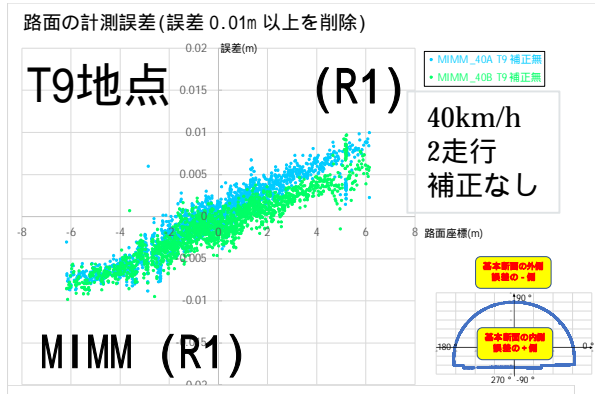 路面の計測誤差(誤差 0.01m 以上を削除)
0.02
誤差(m)
MIMM_40A T9 補正無
MIMM_40B T9 補正無
T9地点
(R1)
0.01
40km/h
2走行
補正なし
0.005
0
-8
-6
-4
-2
2
4
6
8
路面座標(m)
-0.005
-0.01
MIMM (R1)
-0.02
基本断面の外側
誤差の-側
90°
180
0°
基本断面の内側
誤差の+側
270° -90°